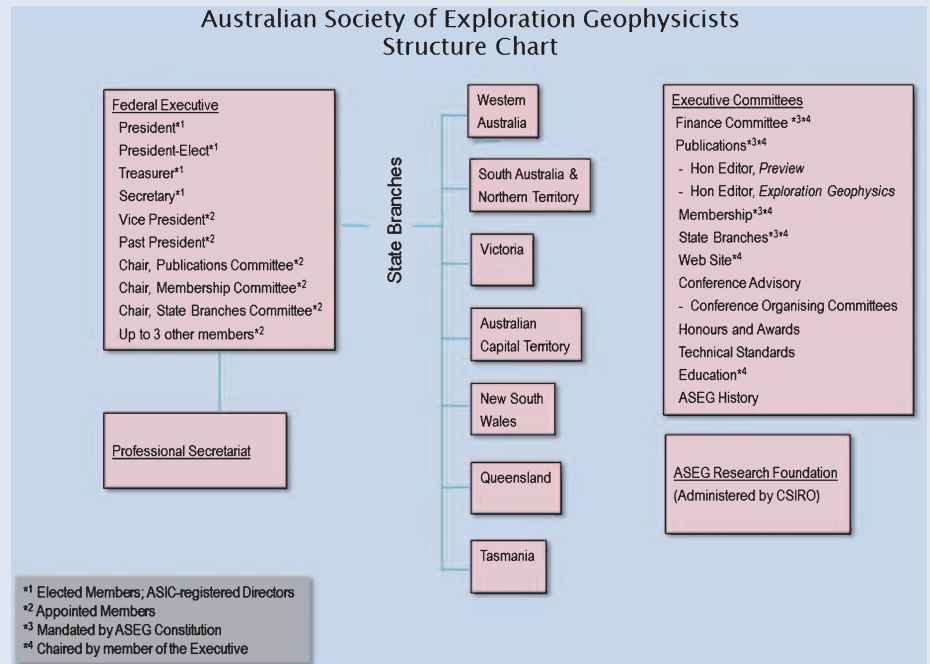 Australian Society of Exploration Geophysicists
Structure Chart
Federal Executive
President*1
President-Elect*1
Treasurer*1
Secretary*1
Vice President*2
Past President*2
Chair, Publications Committee*2
Chair, Membership Committee*2
Chair, State Branches Committee*2
Up to 3 other members*2
Professional Secretariat
State Branches
Western
Australia
South Australia &
Northern Territory
Victoria
Australian
Capital Territory
New South
Wales
Queensland
Tasmania
Executive Committees
Finance Committee *3*4
Publications*3*4
- Hon Editor, Preview
- Hon Editor, Exploration Geophysics
Membership*3*4
State Branches*3*4
Web Site*4
Conference Advisory
- Conference Organising Committees
Honours and Awards
Technical Standards
Education*4
ASEG History
ASEG Research Foundation
(Administered by CSIRO)
*1 Elected Members; ASIC-registered Directors
*2 Appointed Members
*3 Mandated by ASEG Constitution
*4 Chaired by member of the Executive